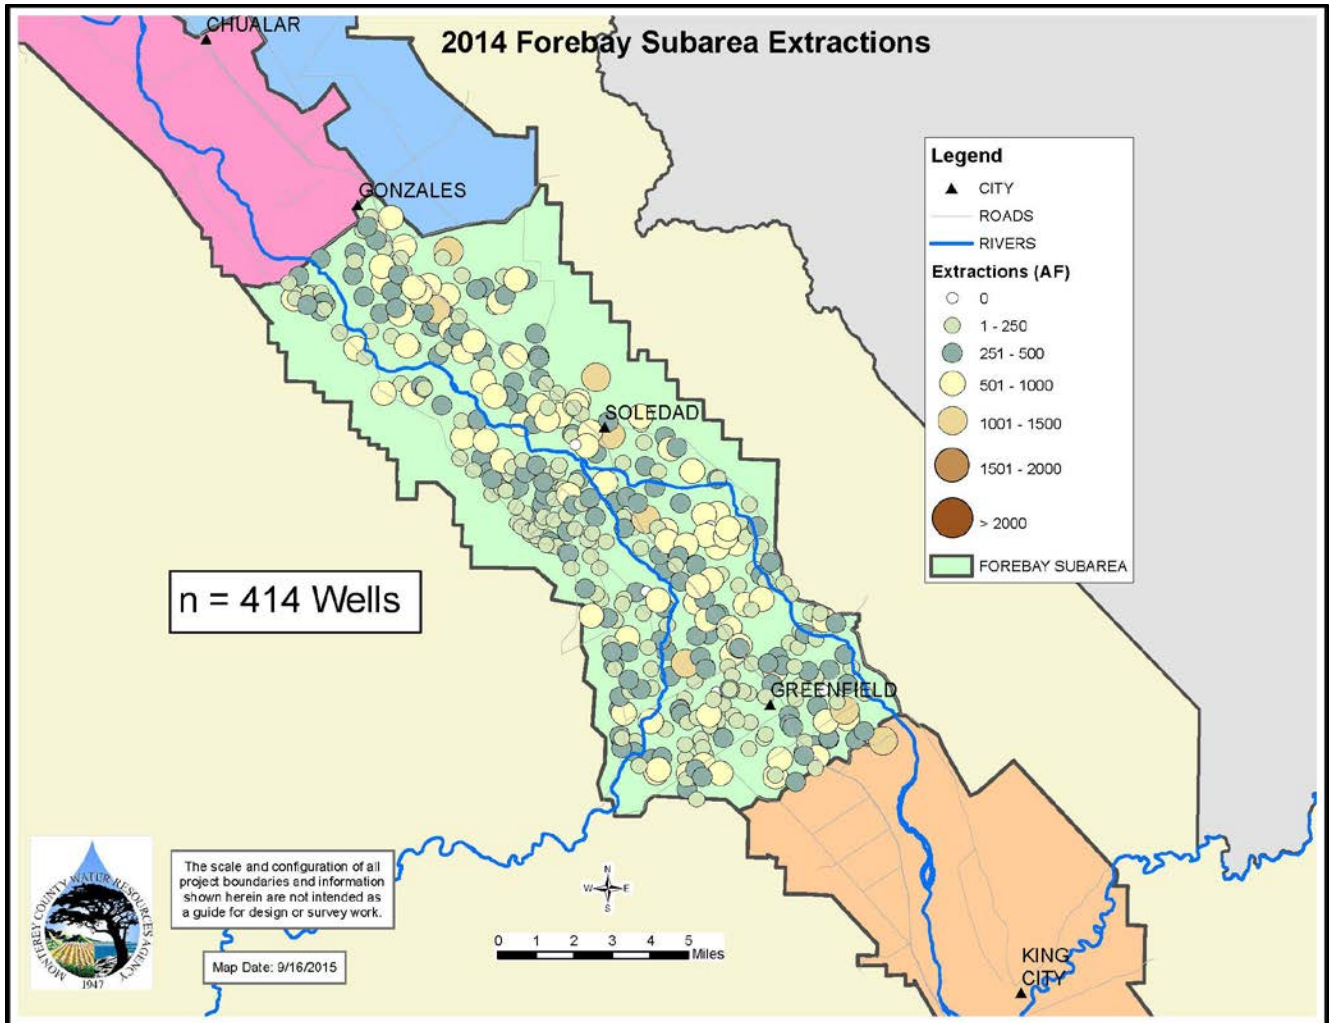 CHUALAR
2014 Forebay Subarea Extractions
GONZALES
Legend
CITY
ROADS
RIVERS
Extractions (AF)
0
1 - 250
251 - 500
501 - 1000
1001 - 1500
1501 - 2000
> 2000
FOREBAY SUBAREA
SOLEDAD
n = 414 Wells
GREENFIELD
MONTEREY COUNTY WATER RESOURCES AGENCY
1947
The scale and configuration of all
project boundaries and information
shown herein are not intended as
a guide for design or survey work.
Map Date: 9/16/2015
N
W E
S
0 1 2 3 4 5
Miles
KING
CITY